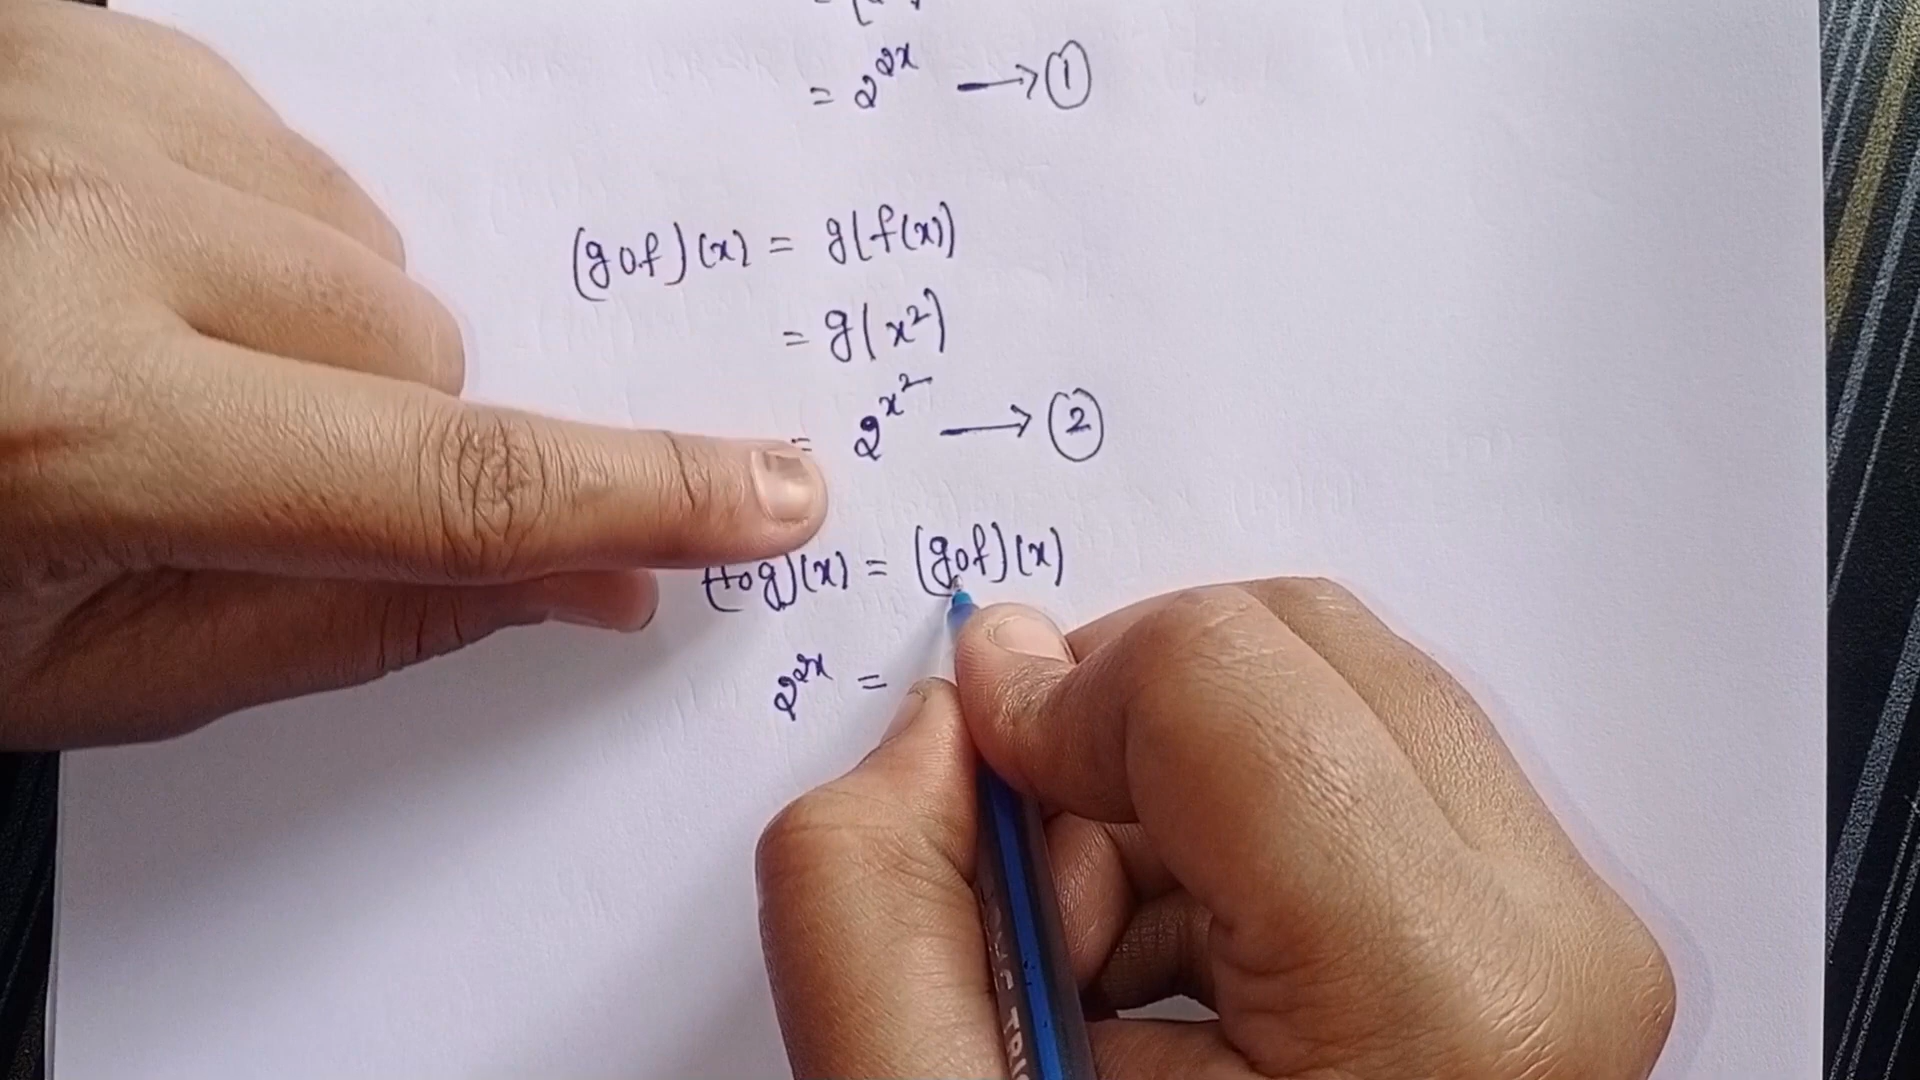 = 2^{2x} → ①
(gof)(x) = g(f(x))
= g(x²)
= 2^{x²} → ②
(fog)(x) = (gof)(x)
2^{2x} =